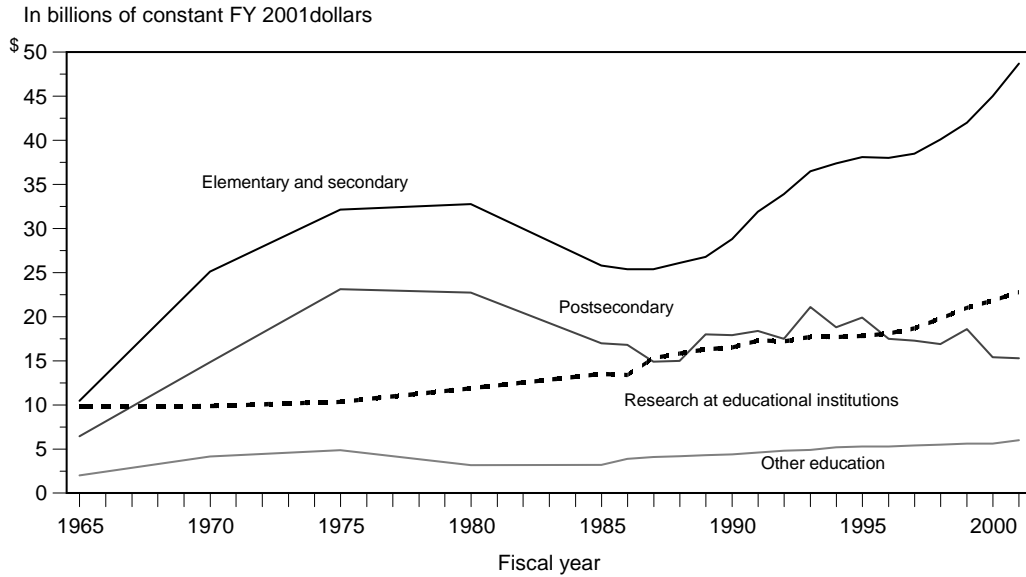 In billions of constant FY 2001dollars
$
50
45
40
35
30
25
20
15
10
5
0
Elementary and secondary
Postsecondary
Research at educational institutions
Other education
1965 1970 1975 1980 1985 1990 1995 2000
Fiscal year